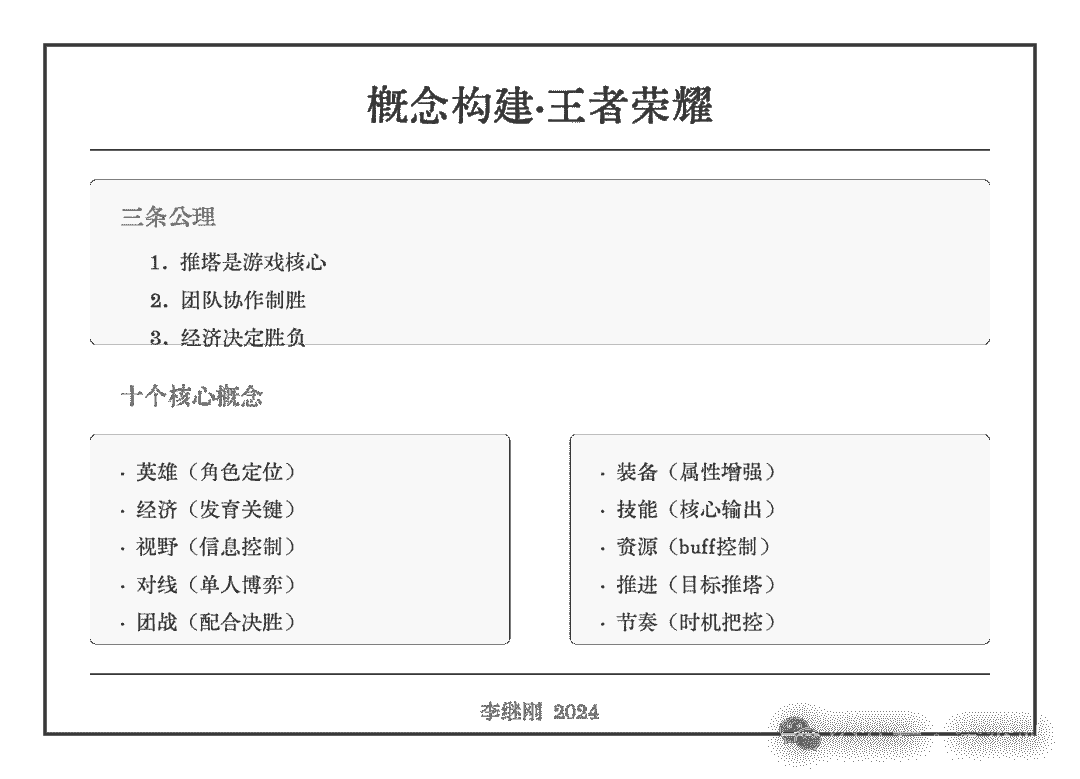 概念构建·王者荣耀
三条公理
1. 推塔是游戏核心
2. 团队协作制胜
3. 经济决定胜负
十个核心概念
· 英雄（角色定位）
· 经济（发育关键）
· 视野（信息控制）
· 对线（单人博弈）
· 团战（配合决胜）
· 装备（属性增强）
· 技能（核心输出）
· 资源（buff控制）
· 推进（目标推塔）
· 节奏（时机把控）
李继刚 2024